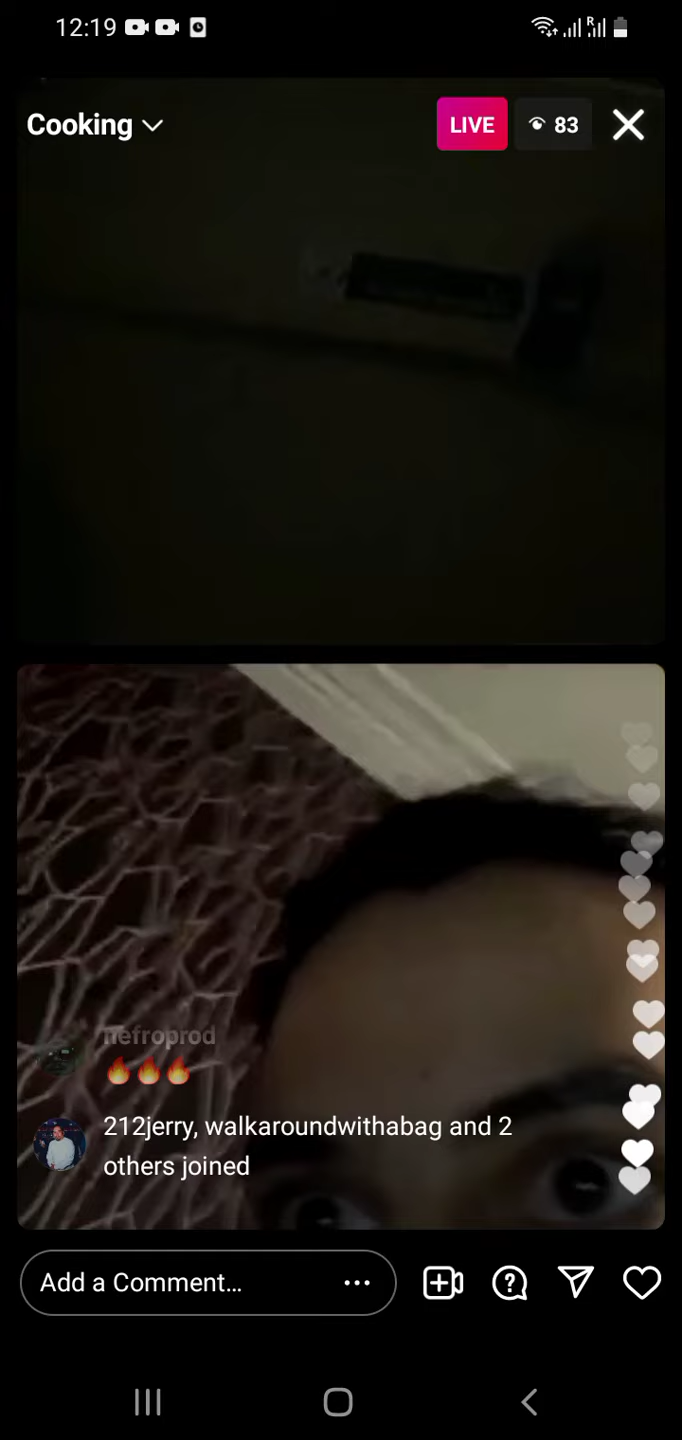 12:19
R
Cooking
LIVE
83
nefroprod
🔥🔥🔥
212jerry, walkaroundwithabag and 2
others joined
Add a Comment...